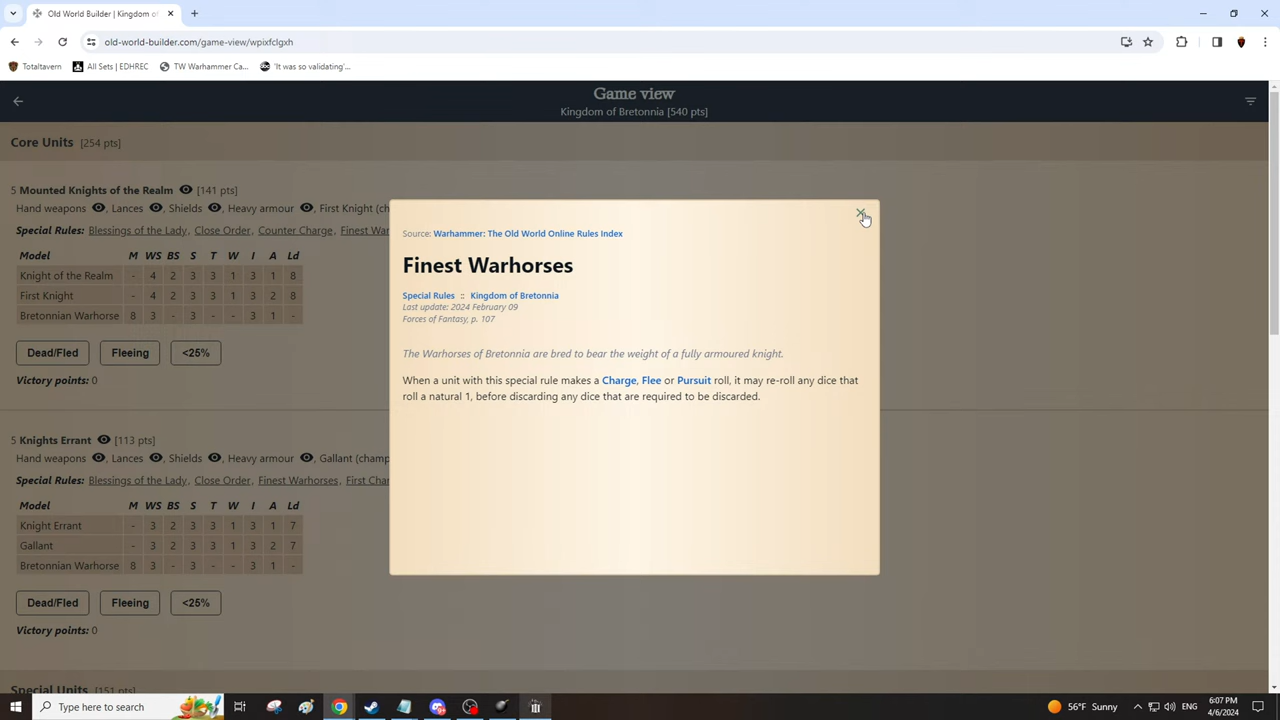 Old World Builder | Kingdom of
old-world-builder.com/game-view/wpixfclgxh
Totaltavern
All Sets | EDHREC
TW Warhammer Ca...
'It was so validating'...
Game view
Kingdom of Bretonnia [540 pts]
Core Units [254 pts]
5 Mounted Knights of the Realm [141 pts]
Hand weapons , Lances , Shields , Heavy armour , First Knight (ch
Special Rules: Blessings of the Lady, Close Order, Counter Charge, Finest War
Model M WS BS S T W I A Ld
Knight of the Realm - 4 2 3 3 1 3 1 8
First Knight - 4 2 3 3 1 3 2 8
Bretonnian Warhorse 8 3 - 3 - - 3 1 -
Dead/Fled Fleeing <25%
Victory points: 0
5 Knights Errant [113 pts]
Hand weapons , Lances , Shields , Heavy armour , Gallant (champ
Special Rules: Blessings of the Lady, Close Order, Finest Warhorses, First Char
Model M WS BS S T W I A Ld
Knight Errant - 3 2 3 3 1 3 1 7
Gallant - 3 2 3 3 1 3 2 7
Bretonnian Warhorse 8 3 - 3 - - 3 1 -
Dead/Fled Fleeing <25%
Victory points: 0
Special Units [151 pts]
Source: Warhammer: The Old World Online Rules Index
Finest Warhorses
Special Rules :: Kingdom of Bretonnia
Last update: 2024 February 09
Forces of Fantasy, p. 107
The Warhorses of Bretonnia are bred to bear the weight of a fully armoured knight.
When a unit with this special rule makes a Charge, Flee or Pursuit roll, it may re-roll any dice that
roll a natural 1, before discarding any dice that are required to be discarded.
Type here to search
56°F Sunny
6:07 PM
4/6/2024